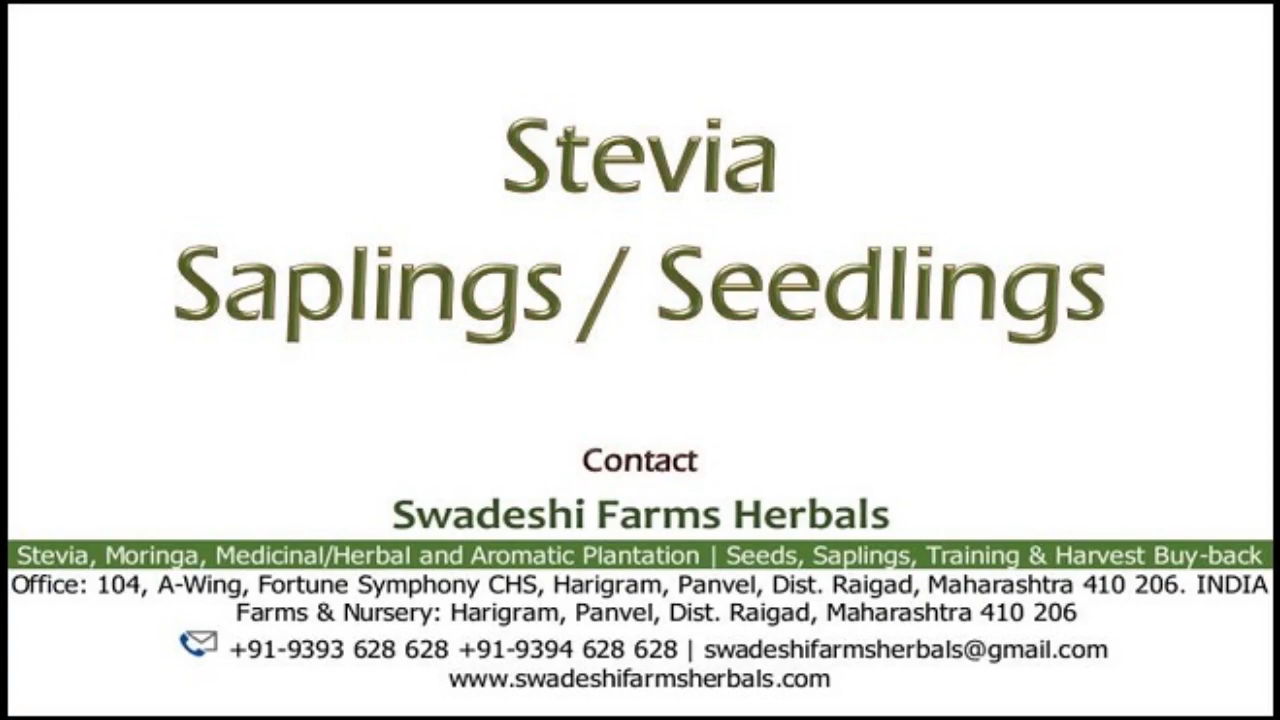 Stevia
Saplings / Seedlings
Contact
Swadeshi Farms Herbals
Stevia, Moringa, Medicinal/Herbal and Aromatic Plantation | Seeds, Saplings, Training & Harvest Buy-back
Office: 104, A-Wing, Fortune Symphony CHS, Harigram, Panvel, Dist. Raigad, Maharashtra 410 206. INDIA
Farms & Nursery: Harigram, Panvel, Dist. Raigad, Maharashtra 410 206
+91-9393 628 628 +91-9394 628 628 | swadeshifarmsherbals@gmail.com
www.swadeshifarmsherbals.com